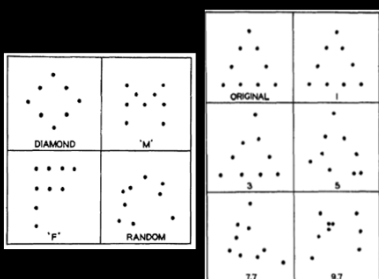 DIAMOND
'M'
'F'
RANDOM
ORIGINAL
1
3
5
7.7
9.7